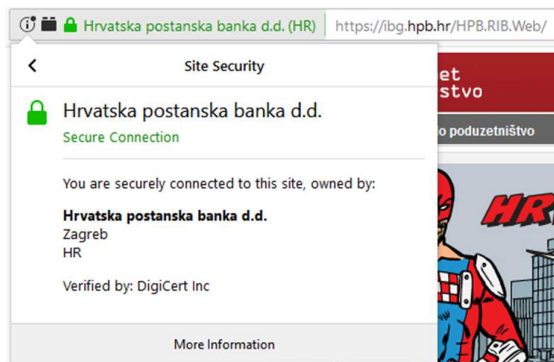 Hrvatska postanska banka d.d. (HR) https://ibg.hpb.hr/HPB.RIB.Web/
Site Security
et
stvo
Hrvatska postanska banka d.d.
Secure Connection
o poduzetništvo
You are securely connected to this site, owned by:
Hrvatska postanska banka d.d.
Zagreb
HR
Verified by: DigiCert Inc
HR
More Information